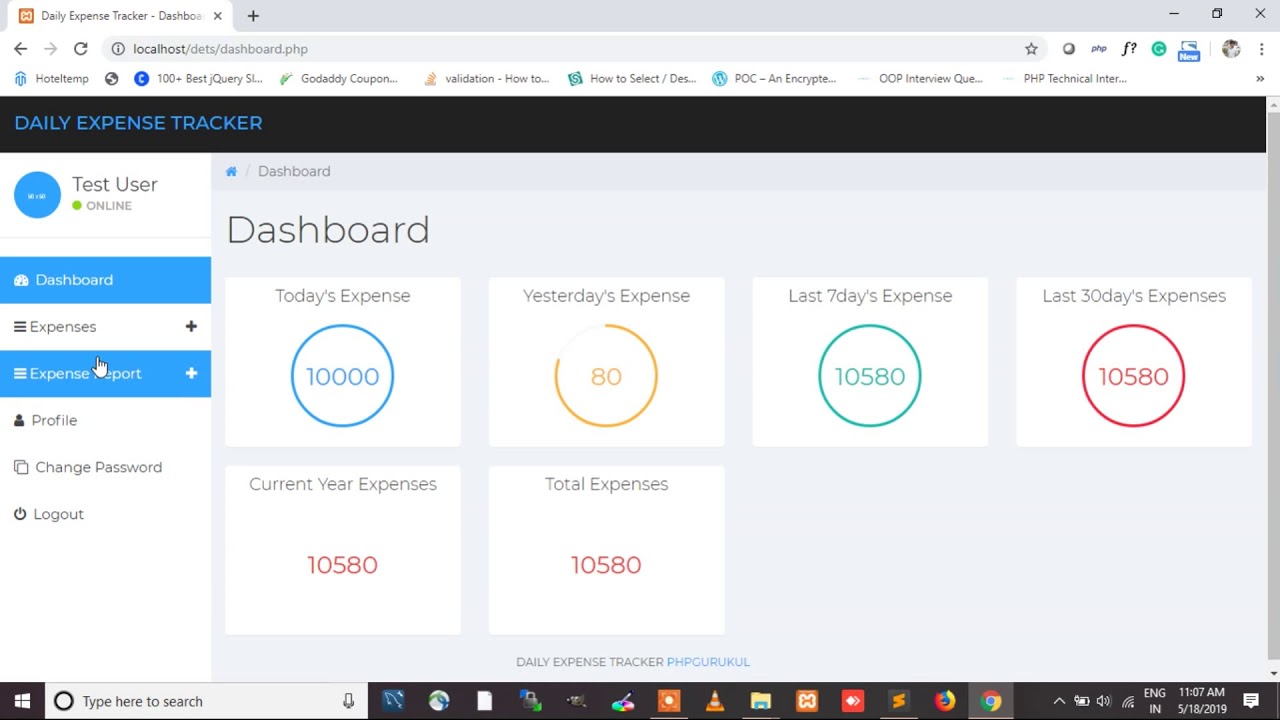 Daily Expense Tracker - Dashboa
localhost/dets/dashboard.php
php
f?
New
Hoteltemp
100+ Best jQuery Sl...
Godaddy Coupon...
validation - How to...
How to Select / Des...
POC – An Encrypte...
OOP Interview Que...
PHP Technical Inter...
»
DAILY EXPENSE TRACKER
Test User
ONLINE
/ Dashboard
Dashboard
Dashboard
Expenses
Expense Report
Profile
Change Password
Logout
Today's Expense
10000
Yesterday's Expense
80
Last 7day's Expense
10580
Last 30day's Expenses
10580
Current Year Expenses
10580
Total Expenses
10580
DAILY EXPENSE TRACKER PHPGURUKUL
Type here to search
ENG
IN
11:07 AM
5/18/2019